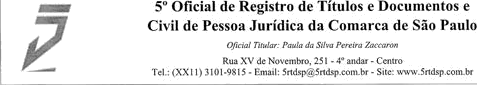 5º Oficial de Registro de Títulos e Documentos e
Civil de Pessoa Jurídica da Comarca de São Paulo
Oficial Titular: Paula da Silva Pereira Zaccaron
Rua XV de Novembro, 251 - 4º andar - Centro
Tel.: (XX11) 3101-9815 - Email: 5rtdsp@5rtdsp.com.br - Site: www.5rtdsp.com.br